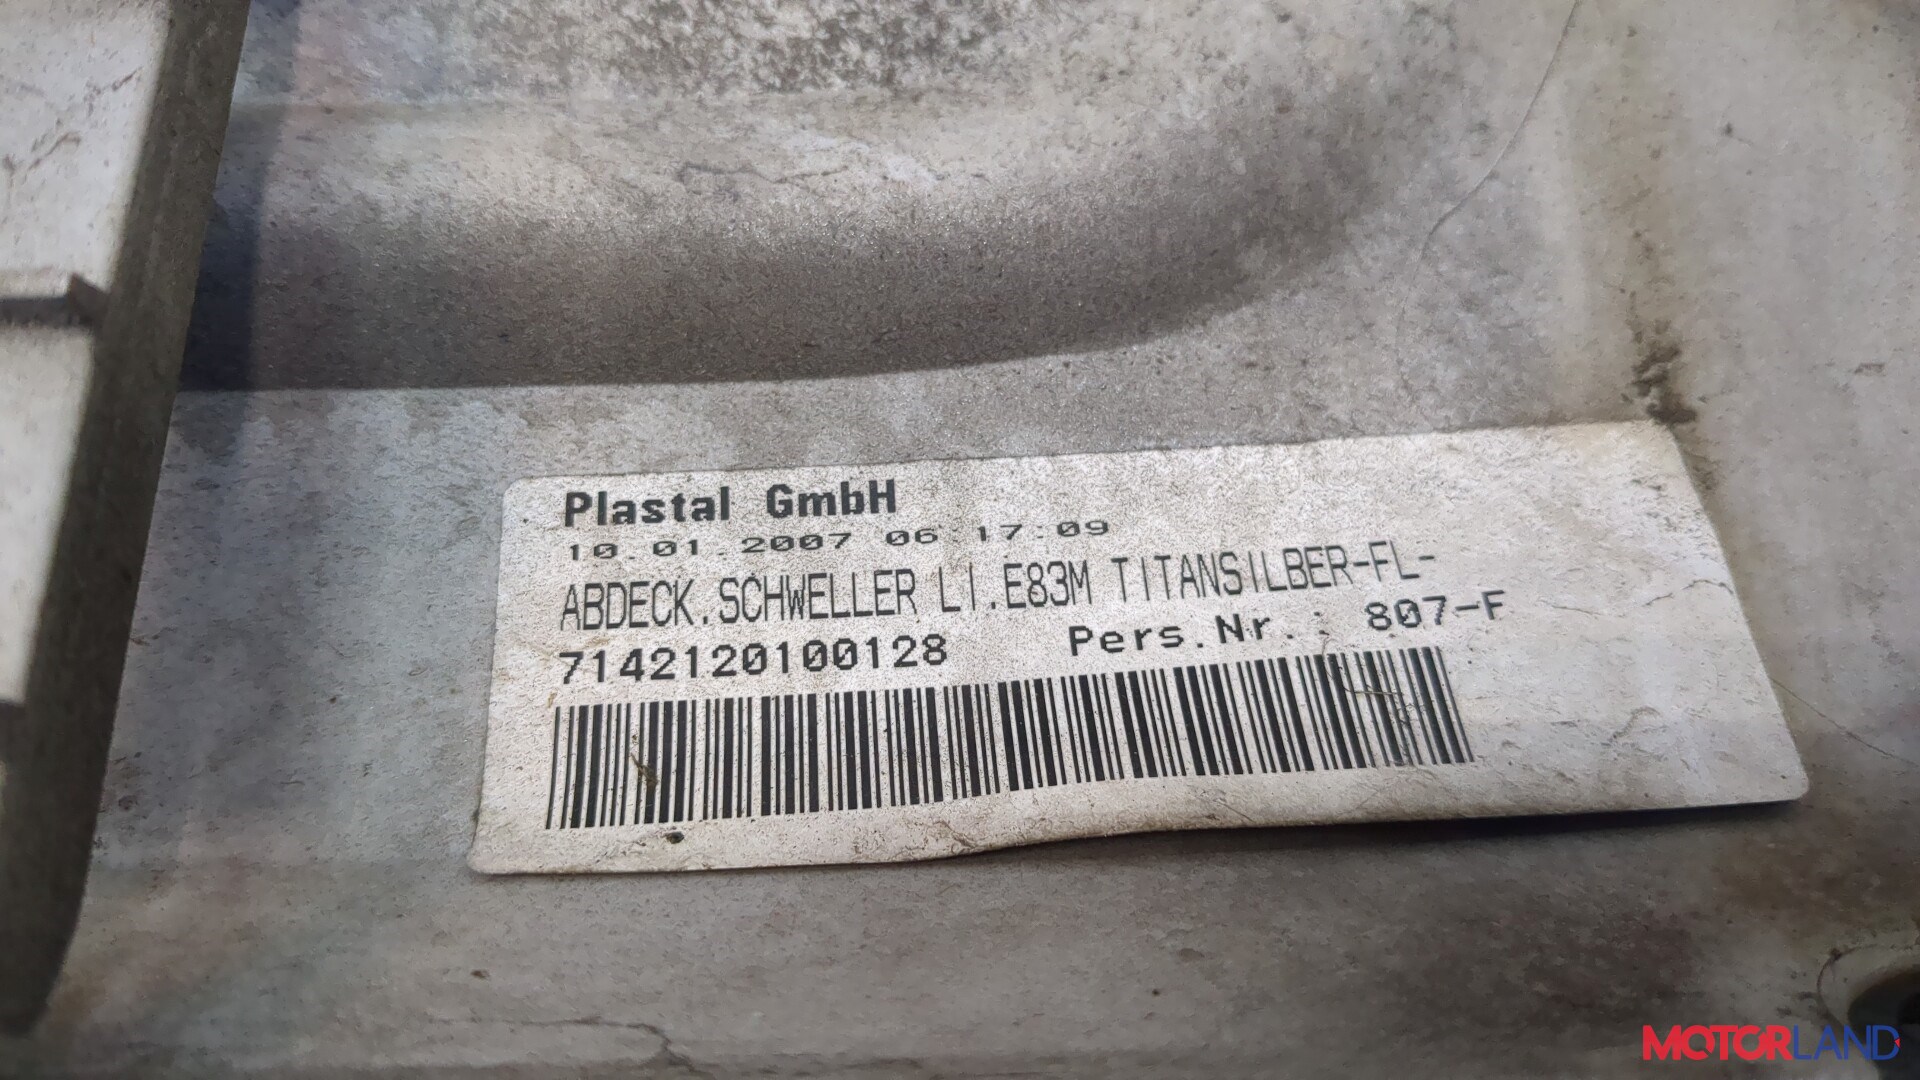 Plastal GmbH
10.01.2007 06:17:09
ABDECK.SCHWELLER LI.E83M TITANSILBER-FL-
7142120100128 Pers.Nr.: 807-F
MOTORLAND